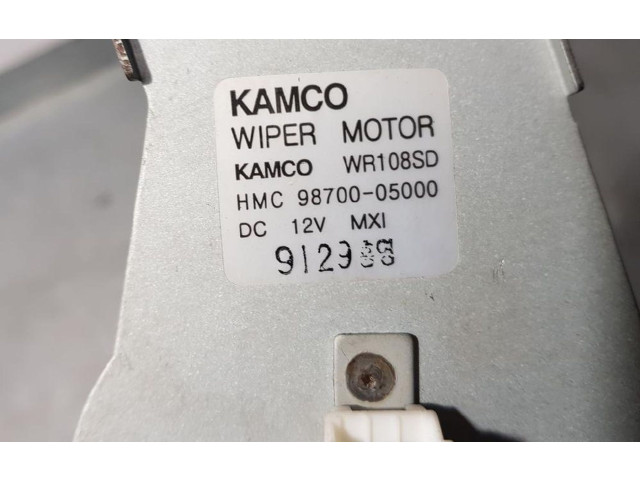 KAMCO
WIPER MOTOR
KAMCO WR108SD
HMC 98700-05000
DC 12V MXI